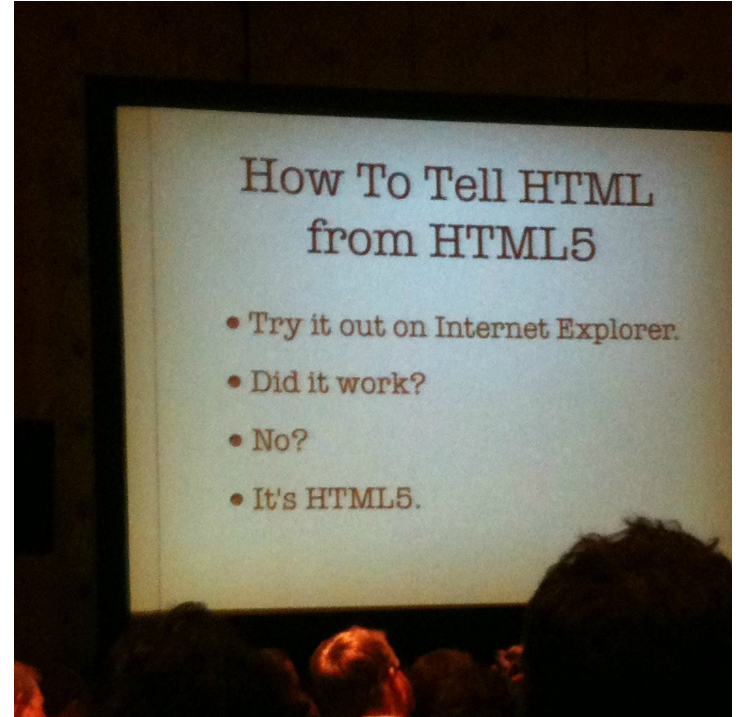 How To Tell HTML
from HTML5
• Try it out on Internet Explorer.
• Did it work?
• No?
• It's HTML5.